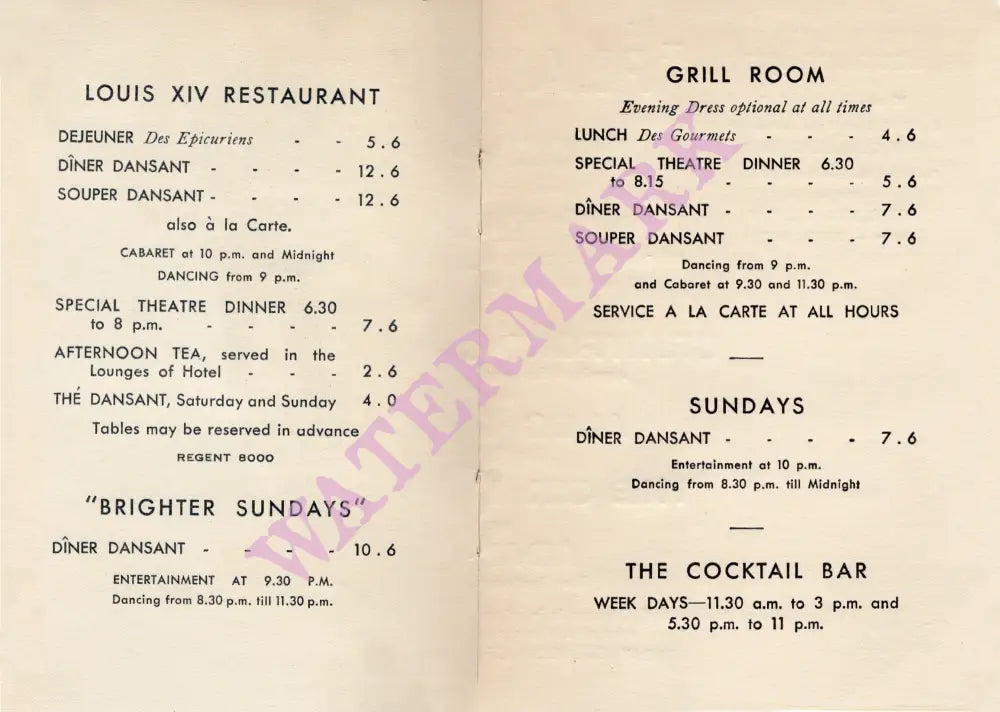 LOUIS XIV RESTAURANT
DEJEUNER Des Epicuriens - - 5.6
DÎNER DANSANT - - - - 12.6
SOUPER DANSANT - - - - 12.6
also à la Carte.
CABARET at 10 p.m. and Midnight
DANCING from 9 p.m.
SPECIAL THEATRE DINNER 6.30
to 8 p.m. - - - - 7.6
AFTERNOON TEA, served in the
Lounges of Hotel - - - 2.6
THÉ DANSANT, Saturday and Sunday 4.0
Tables may be reserved in advance
REGENT 8000
"BRIGHTER SUNDAYS"
DÎNER DANSANT - - - - 10.6
ENTERTAINMENT AT 9.30 P.M.
Dancing from 8.30 p.m. till 11.30 p.m.
GRILL ROOM
Evening Dress optional at all times
LUNCH Des Gourmets - - - 4.6
SPECIAL THEATRE DINNER 6.30
to 8.15 - - - - 5.6
DÎNER DANSANT - - - - 7.6
SOUPER DANSANT - - - 7.6
Dancing from 9 p.m.
and Cabaret at 9.30 and 11.30 p.m.
SERVICE A LA CARTE AT ALL HOURS
SUNDAYS
DÎNER DANSANT - - - - 7.6
Entertainment at 10 p.m.
Dancing from 8.30 p.m. till Midnight
THE COCKTAIL BAR
WEEK DAYS—11.30 a.m. to 3 p.m. and
5.30 p.m. to 11 p.m.
WATERMARK